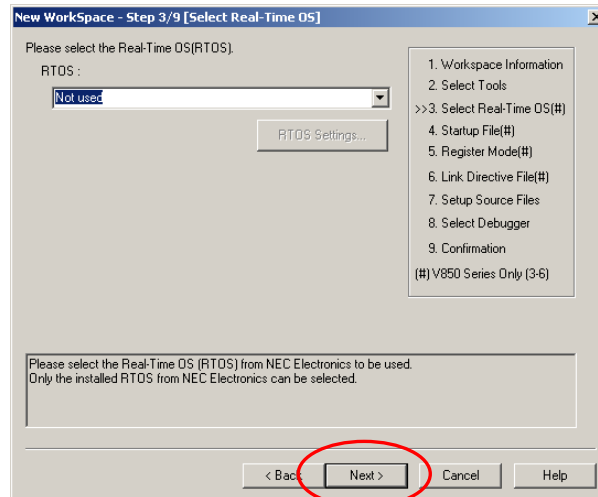 New WorkSpace - Step 3/9 [Select Real-Time OS]
Please select the Real-Time OS(RTOS).
RTOS :
Not used
RTOS Settings...
1. Workspace Information
2. Select Tools
>>3. Select Real-Time OS(#)
4. Startup File(#)
5. Register Mode(#)
6. Link Directive File(#)
7. Setup Source Files
8. Select Debugger
9. Confirmation
(#) V850 Series Only (3-6)
Please select the Real-Time OS (RTOS) from NEC Electronics to be used.
Only the installed RTOS from NEC Electronics can be selected.
< Back
Next >
Cancel
Help